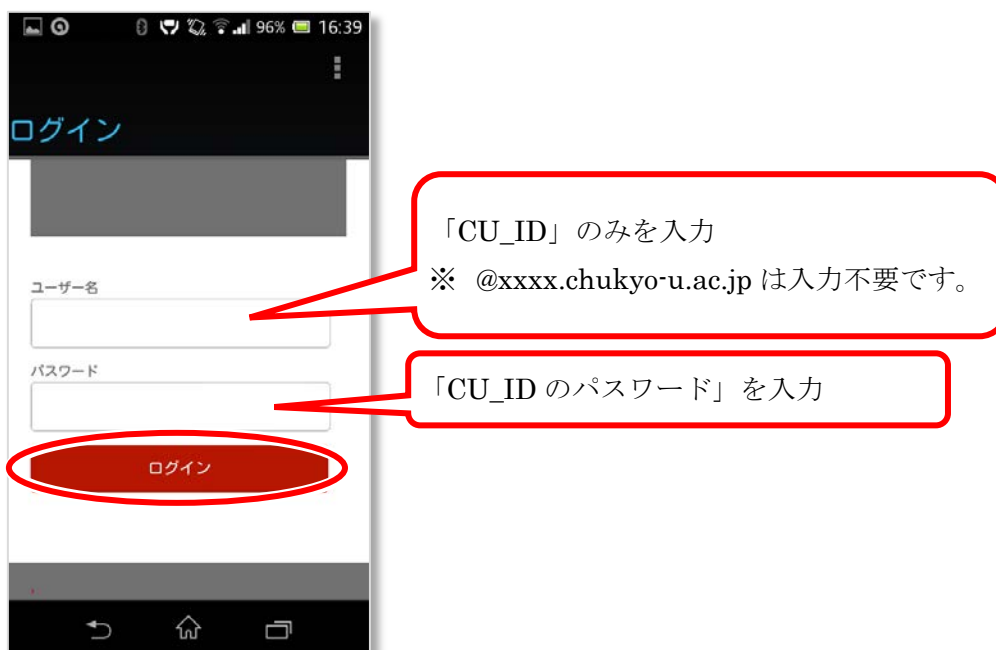 96% 16:39
ログイン
ユーザー名
パスワード
ログイン
「CU_ID」のみを入力
※ @xxxx.chukyo-u.ac.jp は入力不要です。
「CU_ID のパスワード」を入力